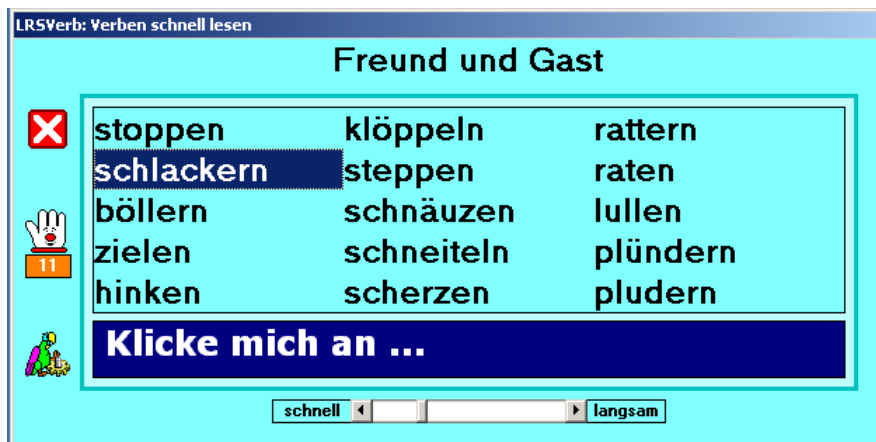 LRSVerb: Verben schnell lesen
Freund und Gast
stoppen klöppeln rattern
schlackern steppen raten
böllern schnäuzen lullen
zielen schneiteln plündern
hinken scherzen pludern
11
Klicke mich an ...
schnell langsam